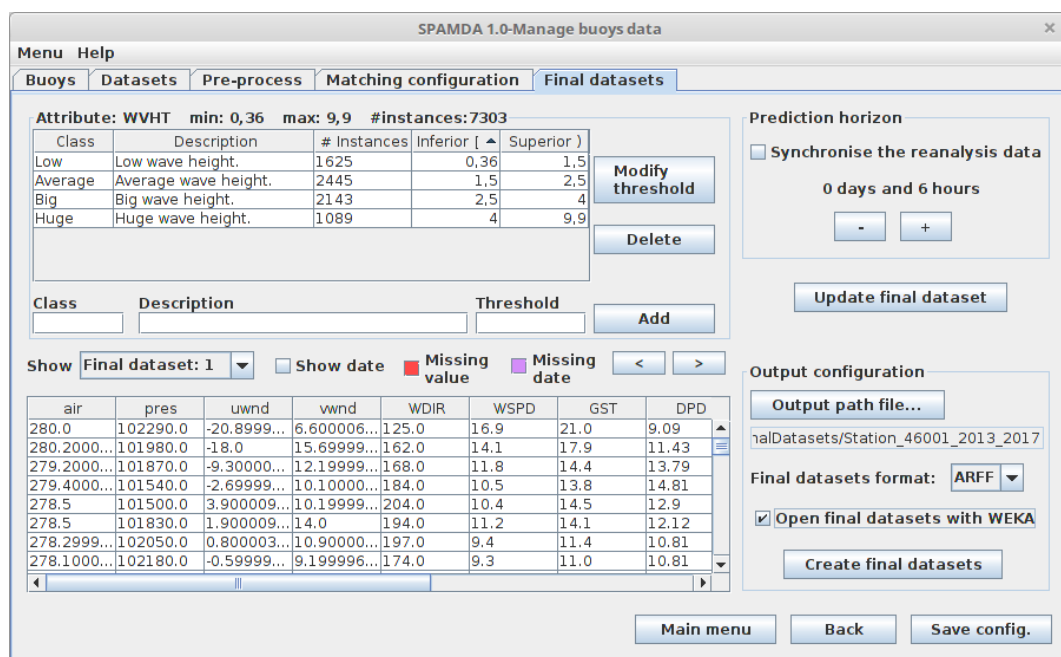 SPAMDA 1.0-Manage buoys data ×
Menu Help
Buoys Datasets Pre-process Matching configuration Final datasets
Attribute: WVHT min: 0,36 max: 9,9 #instances:7303
Class Description # Instances Inferior [ Superior )
Low Low wave height. 1625 0,36 1,5
Average Average wave height. 2445 1,5 2,5
Big Big wave height. 2143 2,5 4
Huge Huge wave height. 1089 4 9,9
Modify
threshold
Delete
Class Description Threshold
Add
Prediction horizon
Synchronise the reanalysis data
0 days and 6 hours
- +
Update final dataset
Show Final dataset: 1 Show date Missing value Missing date < >
air pres uwnd vwnd WDIR WSPD GST DPD
280.0 102290.0 -20.8999... 6.600006... 125.0 16.9 21.0 9.09
280.2000... 101980.0 -18.0 15.69999... 162.0 14.1 17.9 11.43
279.2000... 101870.0 -9.30000... 12.19999... 168.0 11.8 14.4 13.79
279.4000... 101540.0 -2.69999... 10.10000... 184.0 10.5 13.8 14.81
278.5 101500.0 3.900009... 10.19999... 204.0 10.4 14.5 12.9
278.5 101830.0 1.900009... 14.0 194.0 11.2 14.1 12.12
278.2999... 102050.0 0.800003... 10.90000... 197.0 9.4 11.4 10.81
278.1000... 102180.0 -0.59999... 9.199996... 174.0 9.3 11.0 10.81
Output configuration
Output path file...
nalDatasets/Station_46001_2013_2017
Final datasets format: ARFF
Open final datasets with WEKA
Create final datasets
Main menu Back Save config.